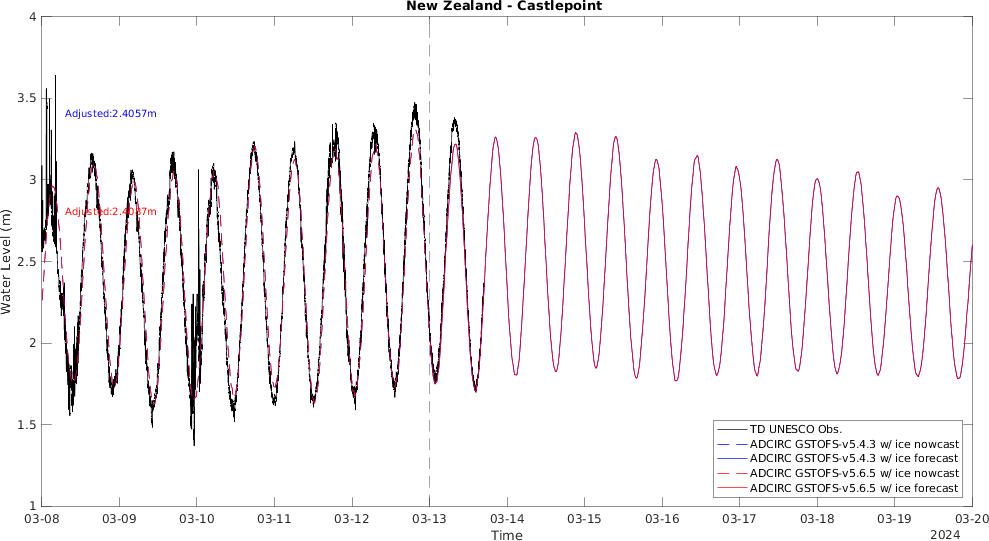 New Zealand - Castlepoint
Water Level (m)
4
3.5
3
2.5
2
1.5
1
Adjusted:2.4057m
Adjusted:2.4087m
TD UNESCO Obs.
ADCIRC GSTOFS-v5.4.3 w/ ice nowcast
ADCIRC GSTOFS-v5.4.3 w/ ice forecast
ADCIRC GSTOFS-v5.6.5 w/ ice nowcast
ADCIRC GSTOFS-v5.6.5 w/ ice forecast
03-08 03-09 03-10 03-11 03-12 03-13 03-14 03-15 03-16 03-17 03-18 03-19 03-20
Time
2024